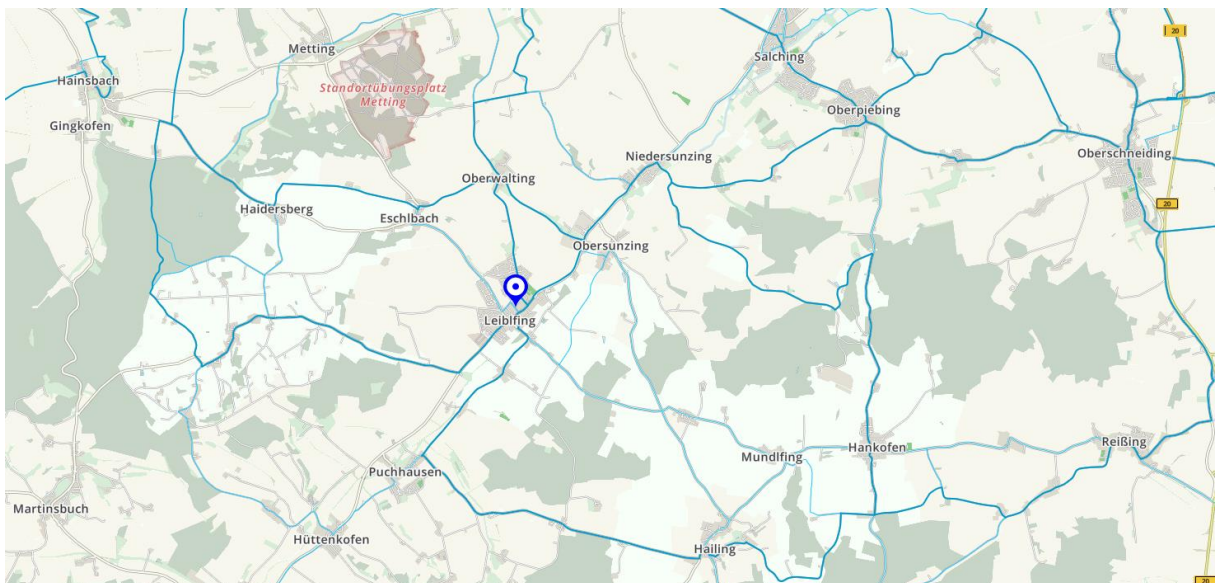 20
Metting
Salching
Hainsbach
Standortübungsplatz
Metting
Oberpiebing
Gingkofen
Niedersunzing
Oberschneiding
Oberwalting
20
Haidersberg
Eschlbach
Obersunzing
Leiblfing
Reißing
Hankofen
Mundlfing
Puchhausen
Martinsbuch
Hüttenkofen
Hailing
20